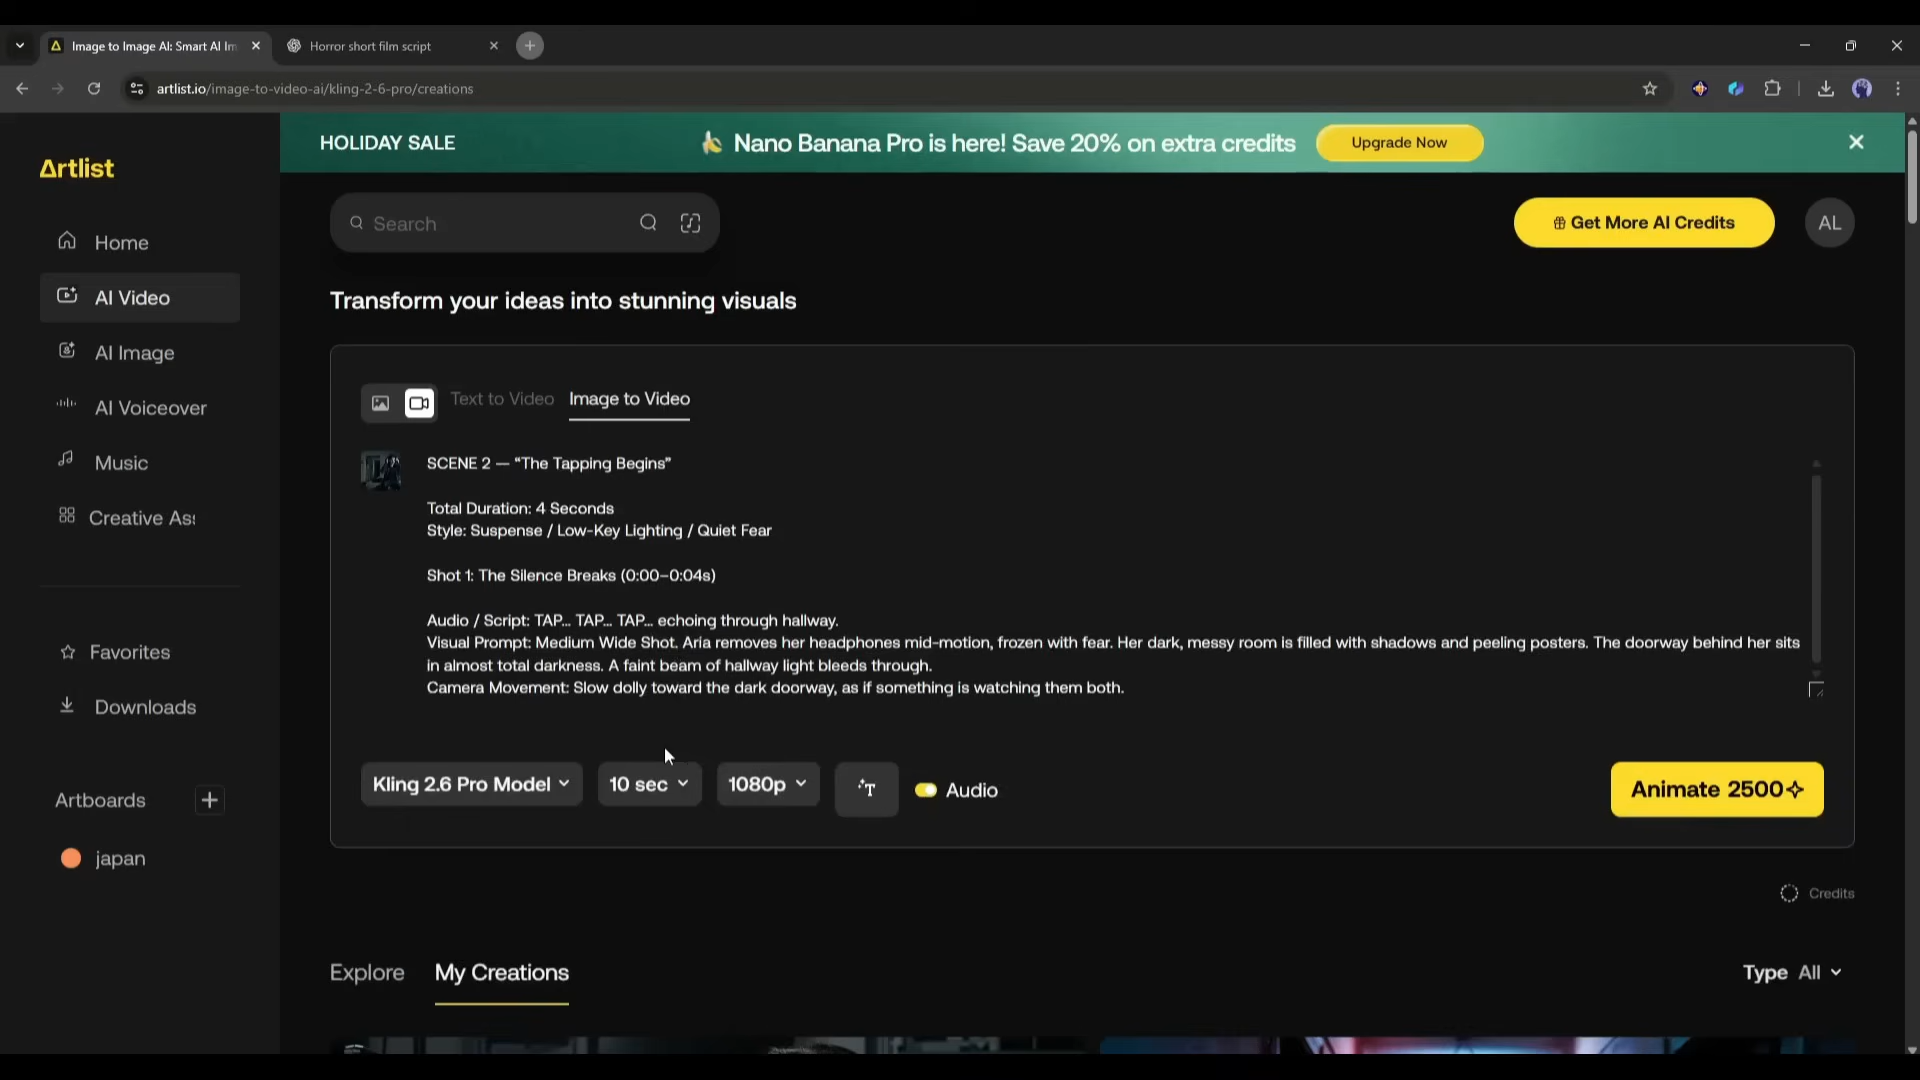 Image to Image AI: Smart AI Im
Horror short film script
artlist.io/image-to-video-ai/kling-2-6-pro/creations
HOLIDAY SALE
Nano Banana Pro is here! Save 20% on extra credits
Upgrade Now
Artlist
Search
Get More AI Credits
AL
Home
AI Video
AI Image
AI Voiceover
Music
Creative Ass
Favorites
Downloads
Artboards
japan
Transform your ideas into stunning visuals
Text to Video
Image to Video
SCENE 2 — “The Tapping Begins”
Total Duration: 4 Seconds
Style: Suspense / Low-Key Lighting / Quiet Fear
Shot 1: The Silence Breaks (0:00–0:04s)
Audio / Script: TAP… TAP… TAP… echoing through hallway.
Visual Prompt: Medium Wide Shot. Aria removes her headphones mid-motion, frozen with fear. Her dark, messy room is filled with shadows and peeling posters. The doorway behind her sits
in almost total darkness. A faint beam of hallway light bleeds through.
Camera Movement: Slow dolly toward the dark doorway, as if something is watching them both.
Kling 2.6 Pro Model
10 sec
1080p
T
Audio
Animate 2500
Credits
Explore
My Creations
Type All